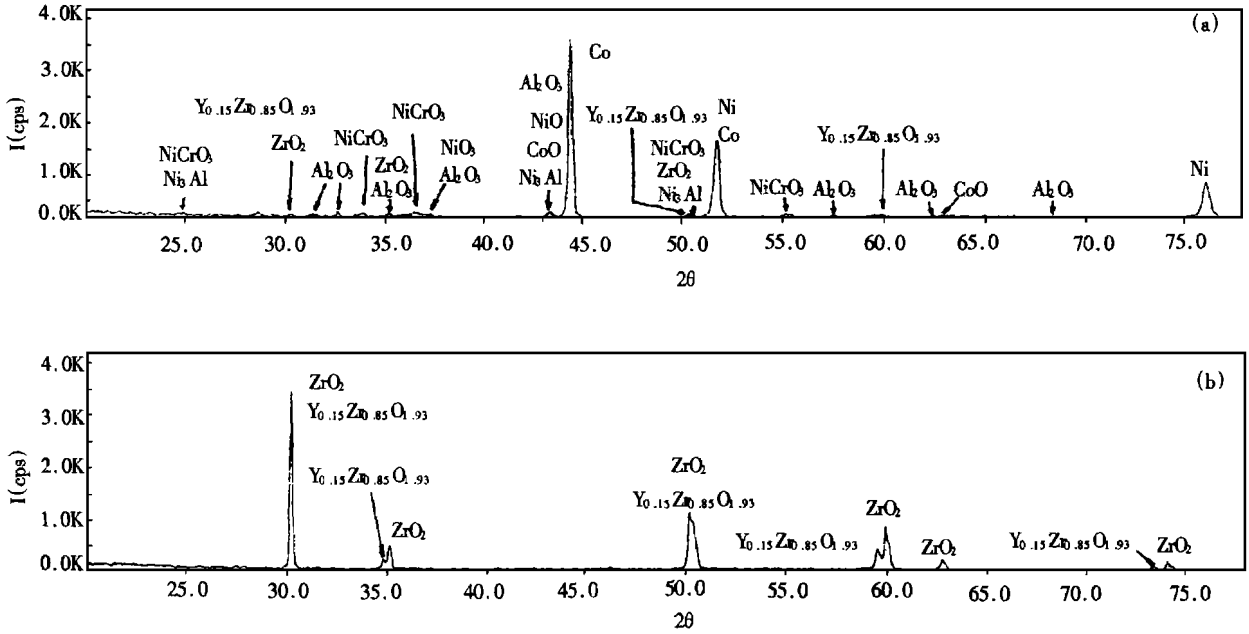 4.0K
(a)
Co
3.0K
Al₂O₃
Y₀.₁₅Zr₀.₈₅O₁.₉₃
NiCrO₃
Y₀.₁₅Zr₀.₈₅O₁.₉₃
Ni
2.0K
I(cps)
NiO
Co
Y₀.₁₅Zr₀.₈₅O₁.₉₃
ZrO₂
NiCrO₃
NiO₃
CoO
NiCrO₃
NiCrO₃
ZrO₂
1.0K
Al₂O₃
Al₂O₃
Ni₃Al
ZrO₂
Ni
Ni₃Al
Al₂O₃
Ni₃Al
NiCrO₃
Al₂O₃
Al₂O₃
CoO
Al₂O₃
0.0K
25.0 30.0 35.0 40.0 45.0 50.0 55.0 60.0 65.0 70.0 75.0
2θ
4.0K
ZrO₂
(b)
Y₀.₁₅Zr₀.₈₅O₁.₉₃
3.0K
I(cps)
Y₀.₁₅Zr₀.₈₅O₁.₉₃
ZrO₂
2.0K
Y₀.₁₅Zr₀.₈₅O₁.₉₃
ZrO₂
ZrO₂
1.0K
Y₀.₁₅Zr₀.₈₅O₁.₉₃
ZrO₂
Y₀.₁₅Zr₀.₈₅O₁.₉₃
ZrO₂
0.0K
25.0 30.0 35.0 40.0 45.0 50.0 55.0 60.0 65.0 70.0 75.0
2θ